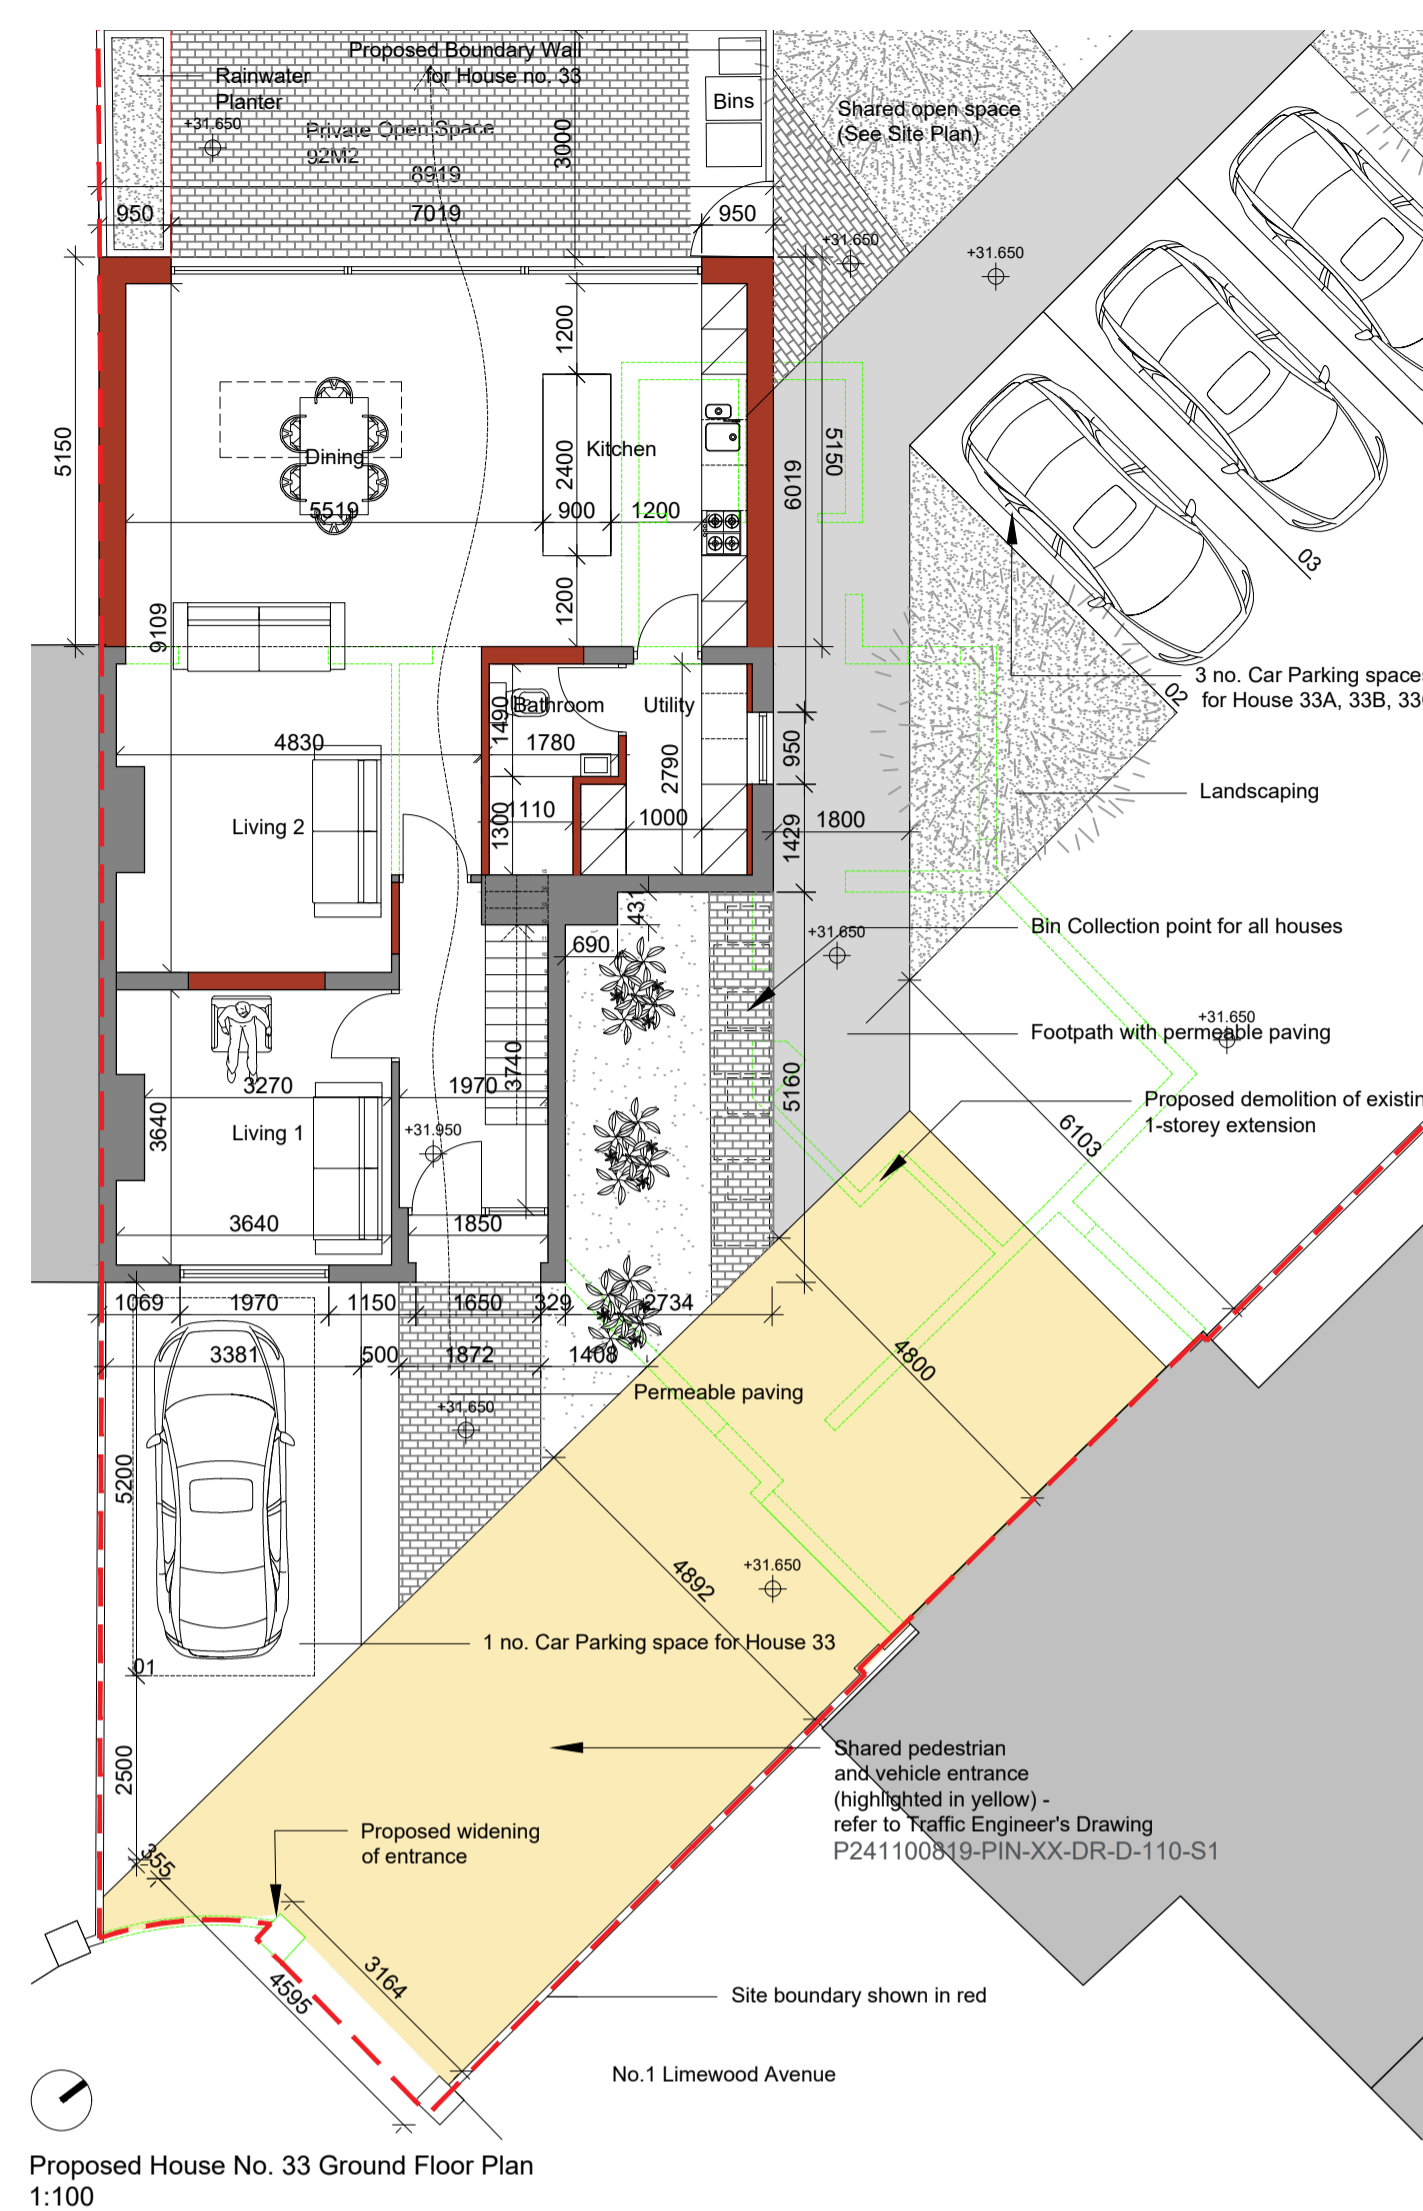 Proposed Boundary Wall
for House no. 33
Rainwater
Planter
+31.650
Private Open Space
92M2
Bins
Shared open space
(See Site Plan)
3000
8919
950
7019
950
+31.650
+31.650
5150
1200
Dining
2400
Kitchen
5519
900
1200
6019
5150
1200
9109
03
02
3 no. Car Parking spaces
for House 33A, 33B, 33
1490
Bathroom
Utility
4830
1780
2790
950
Landscaping
Living 2
1300
1110
1000
1429
1800
431
690
+31.650
Bin Collection point for all houses
+31.650
Footpath with permeable paving
3270
1970
3740
5160
Proposed demolition of existin
1-storey extension
6103
3640
Living 1
+31.950
3640
1850
1069
1970
1150
1650
329
2734
3381
500
1872
1408
4800
Permeable paving
+31.650
5200
4892
+31.650
1 no. Car Parking space for House 33
01
2500
Shared pedestrian
and vehicle entrance
(highlighted in yellow) -
refer to Traffic Engineer's Drawing
P241100819-PIN-XX-DR-D-110-S1
Proposed widening
of entrance
355
3164
4595
Site boundary shown in red
No.1 Limewood Avenue
Proposed House No. 33 Ground Floor Plan
1:100